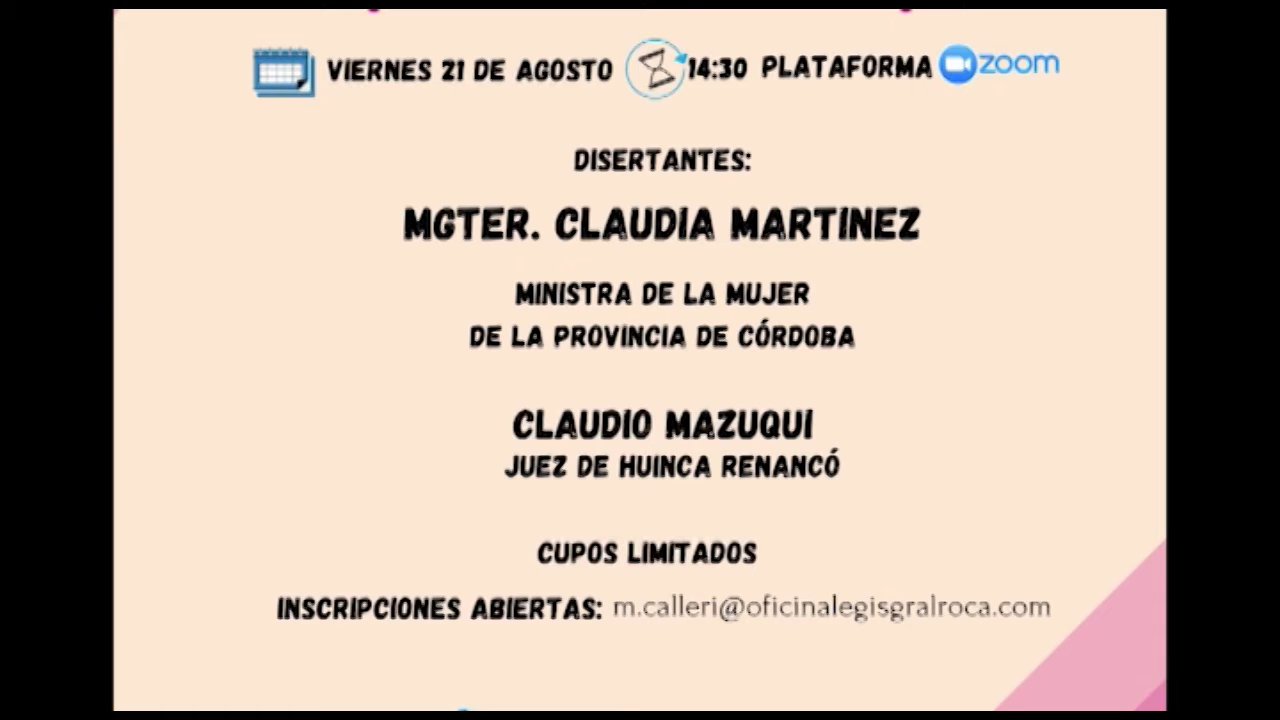 VIERNES 21 DE AGOSTO 14:30 PLATAFORMA zoom
DISERTANTES:
MGTER. CLAUDIA MARTINEZ
MINISTRA DE LA MUJER
DE LA PROVINCIA DE CÓRDOBA
CLAUDIO MAZUQUI
JUEZ DE HUINCA RENANCÓ
CUPOS LIMITADOS
INSCRIPCIONES ABIERTAS: m.calleri@oficinalegisgralroca.com